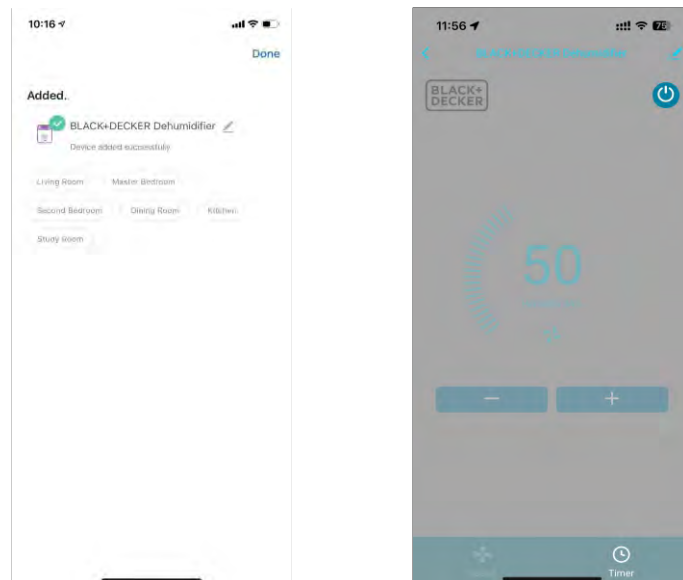 10:16
Done
Added.
BLACK+DECKER Dehumidifier
Device added successfully
Living Room
Master Bedroom
Second Bedroom
Dining Room
Kitchen
Study Room
11:56
75
BLACK+DECKER Dehumidifier
BLACK+
DECKER
50
Timer